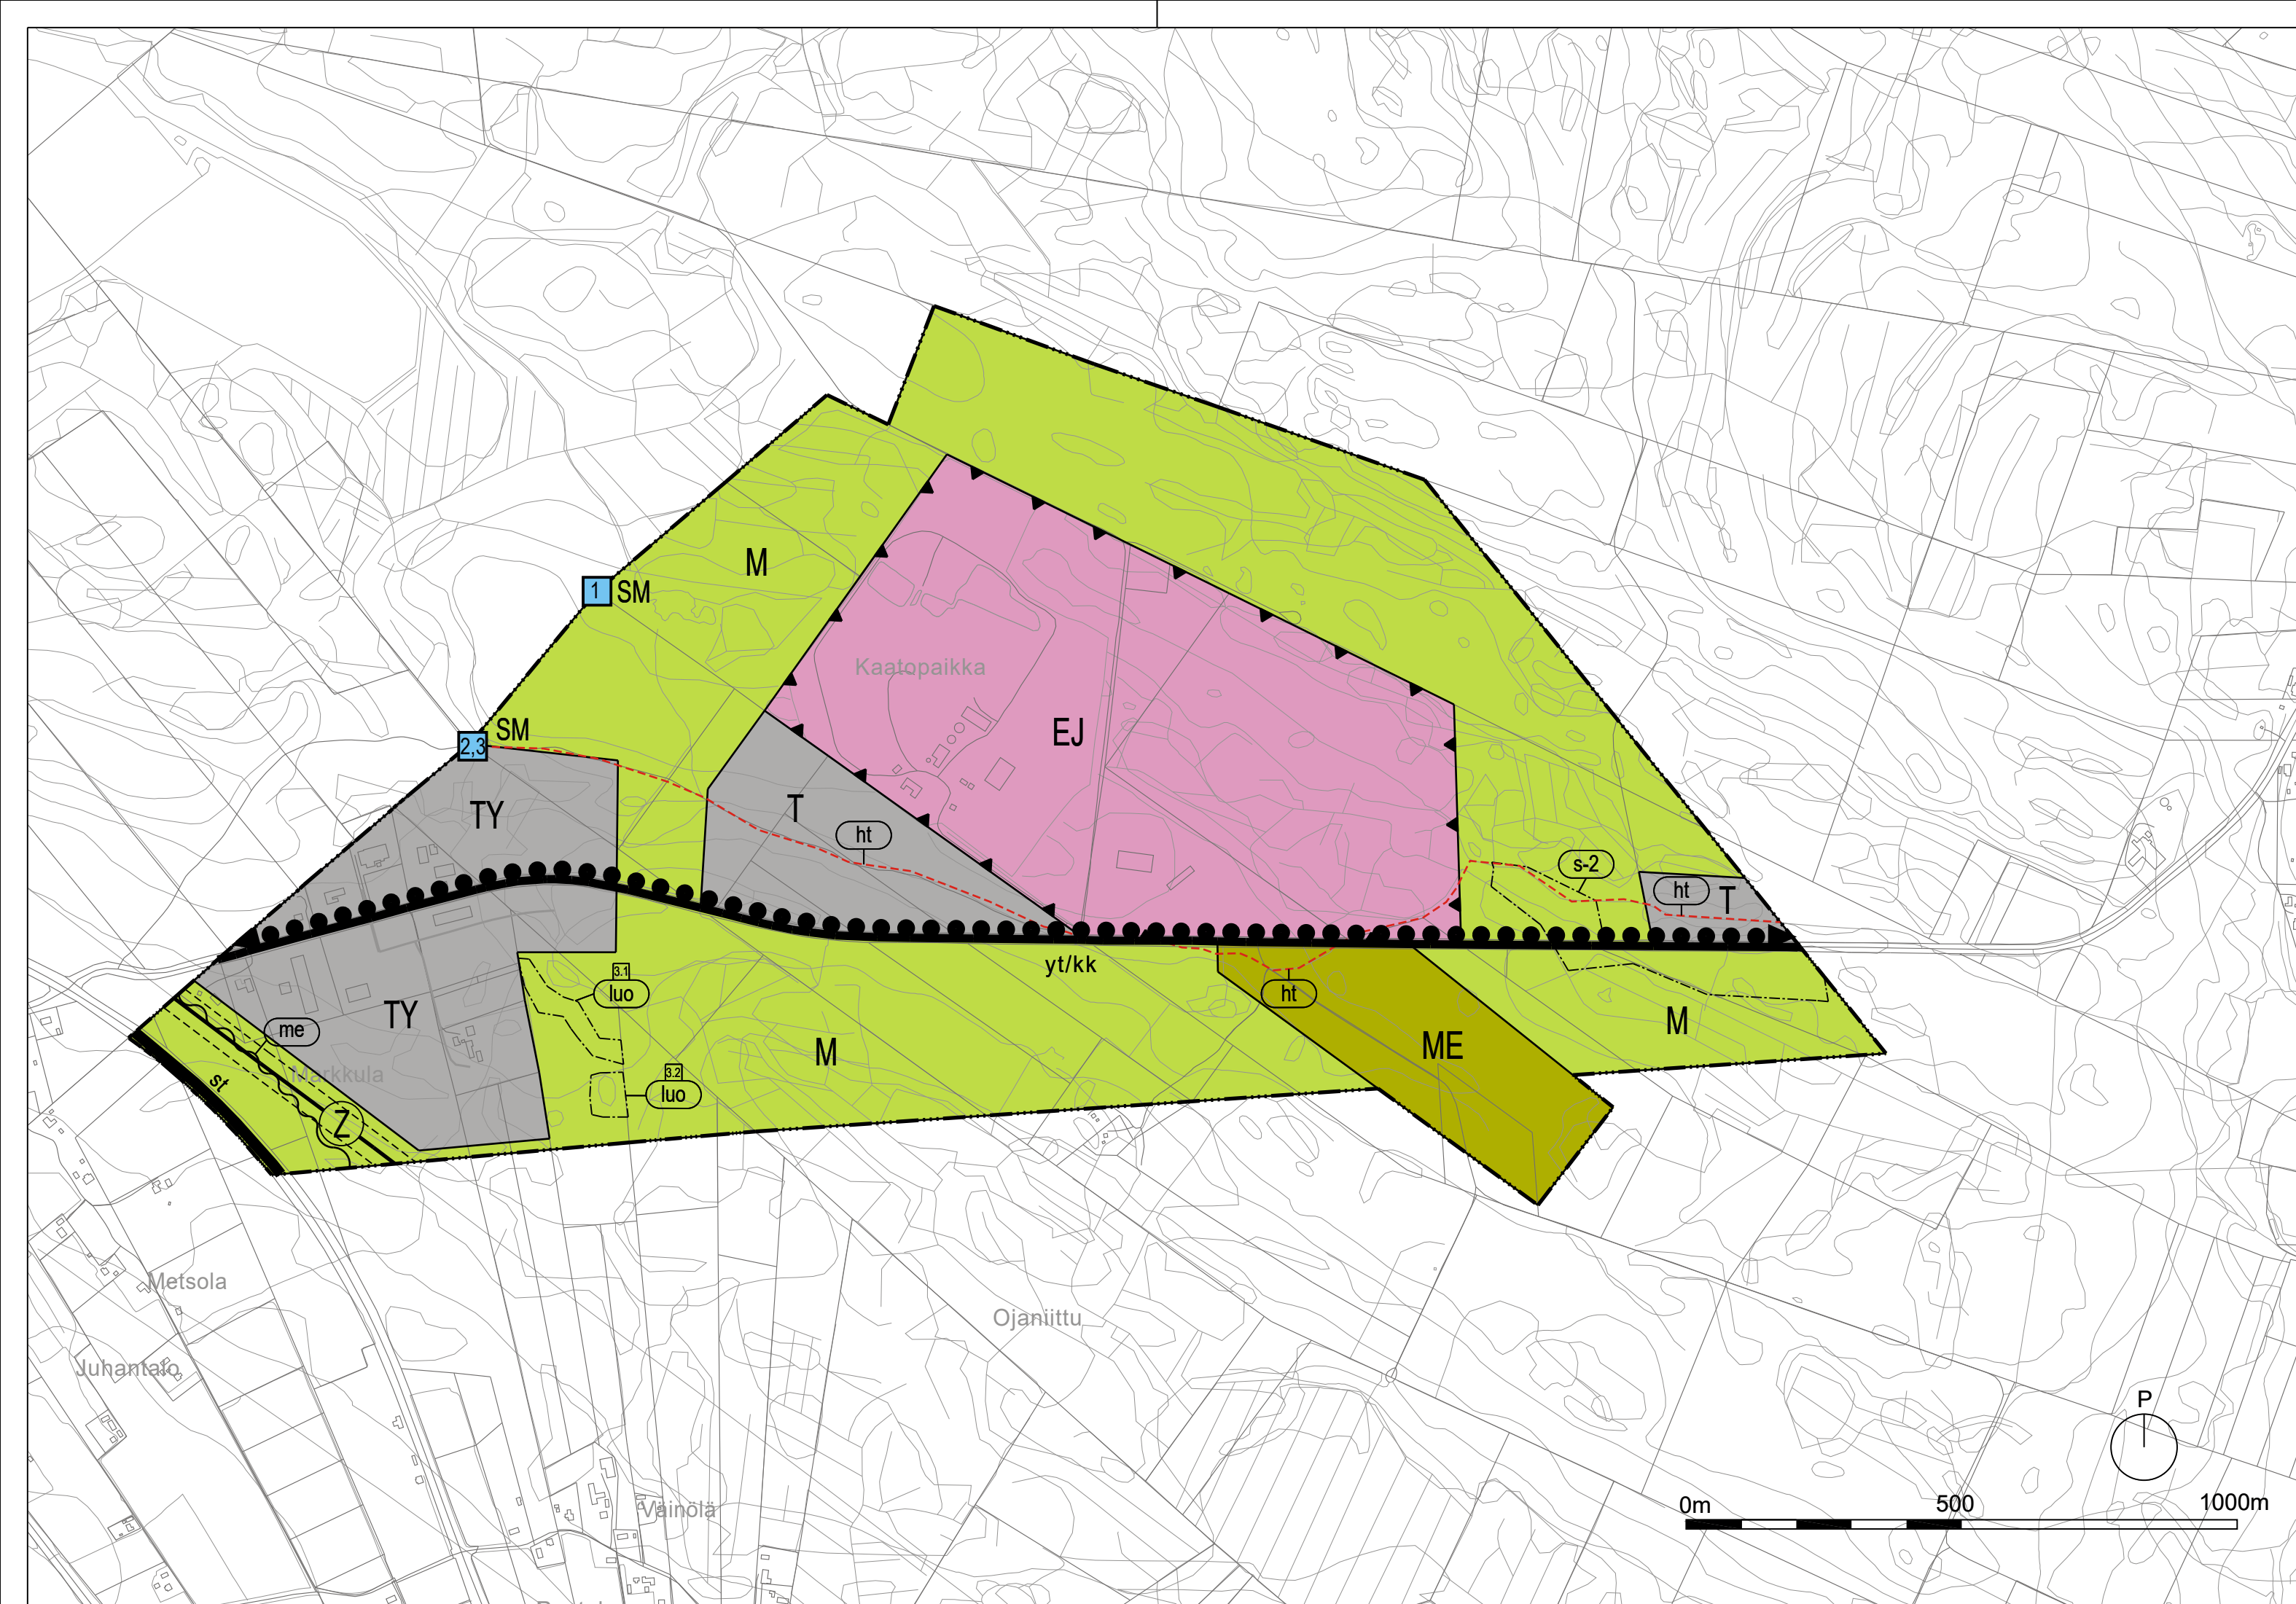 M
1
SM
Kaatopaikka
SM
2,3
EJ
TY
T
ht
s-2
ht
T
yt/kk
3.1
luo
ht
TY
me
M
ME
M
Markkula
3.2
luo
st
Z
Metsola
Ojaniittu
Juhantalo
P
0m
500
1000m
Väinölä